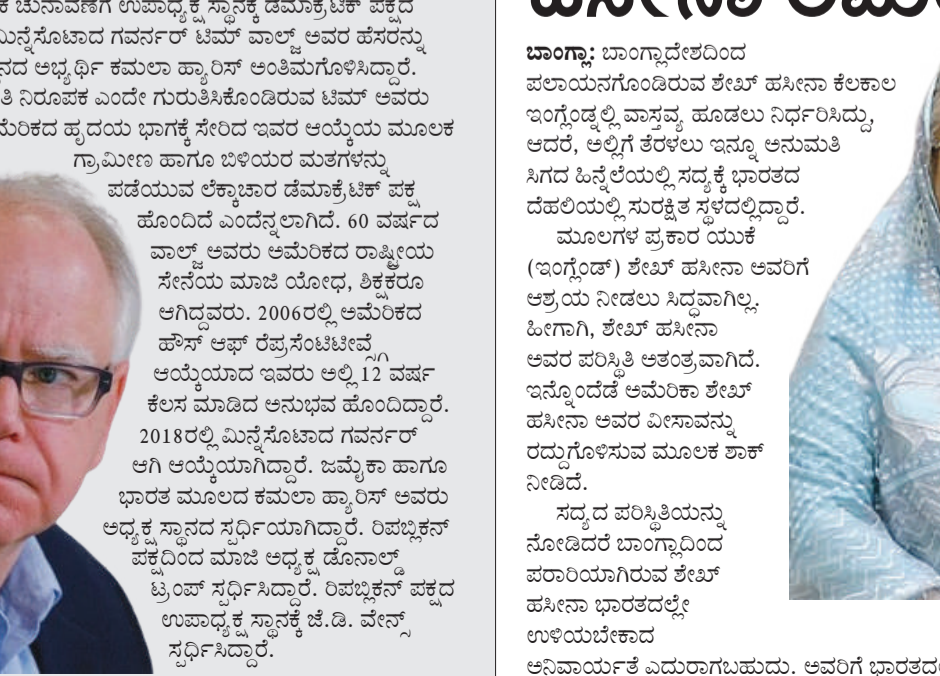 ಚುನಾವಣೆಗೆ ಉಪಾಧ್ಯಕ್ಷ ಸ್ಥಾನಕ್ಕೆ ಡೆಮಾಕ್ರೆಟಿಕ್ ಪಕ್ಷದ
ಮಿನ್ನೆಸೊಟಾದ ಗವರ್ನರ್ ಟಿಮ್ ವಾಲ್ಜ್ ಅವರ ಹೆಸರನ್ನು
ನದ ಅಭ್ಯರ್ಥಿ ಕಮಲಾ ಹ್ಯಾರಿಸ್ ಅಂತಿಮಗೊಳಿಸಿದ್ದಾರೆ.
ತಿ ನಿರೂಪಕ ಎಂದೇ ಗುರುತಿಸಿಕೊಂಡಿರುವ ಟಿಮ್ ಅವರು
ಮೆರಿಕದ ಹೃದಯ ಭಾಗಕ್ಕೆ ಸೇರಿದ ಇವರ ಆಯ್ಕೆಯ ಮೂಲಕ
ಗ್ರಾಮೀಣ ಹಾಗೂ ಬಿಳಿಯರ ಮತಗಳನ್ನು
ಪಡೆಯುವ ಲೆಕ್ಕಾಚಾರ ಡೆಮಾಕ್ರೆಟಿಕ್ ಪಕ್ಷ
ಹೊಂದಿದೆ ಎಂದೆನ್ನಲಾಗಿದೆ. 60 ವರ್ಷದ
ವಾಲ್ಜ್ ಅವರು ಅಮೆರಿಕದ ರಾಷ್ಟ್ರೀಯ
ಸೇನೆಯ ಮಾಜಿ ಯೋಧ, ಶಿಕ್ಷಕರೂ
ಆಗಿದ್ದವರು. 2006ರಲ್ಲಿ ಅಮೆರಿಕದ
ಹೌಸ್ ಆಫ್ ರೆಪ್ರಸೆಂಟಿಟೀವ್ಸ್ಗೆ
ಆಯ್ಕೆಯಾದ ಇವರು ಅಲ್ಲಿ 12 ವರ್ಷ
ಕೆಲಸ ಮಾಡಿದ ಅನುಭವ ಹೊಂದಿದ್ದಾರೆ.
2018ರಲ್ಲಿ ಮಿನ್ನೆಸೊಟಾದ ಗವರ್ನರ್
ಆಗಿ ಆಯ್ಕೆಯಾಗಿದ್ದಾರೆ. ಜಮೈಕಾ ಹಾಗೂ
ಭಾರತ ಮೂಲದ ಕಮಲಾ ಹ್ಯಾರಿಸ್ ಅವರು
ಅಧ್ಯಕ್ಷ ಸ್ಥಾನದ ಸ್ಪರ್ಧಿಯಾಗಿದ್ದಾರೆ. ರಿಪಬ್ಲಿಕನ್
ಪಕ್ಷದಿಂದ ಮಾಜಿ ಅಧ್ಯಕ್ಷ ಡೊನಾಲ್ಡ್
ಟ್ರಂಪ್ ಸ್ಪರ್ಧಿಸಿದ್ದಾರೆ. ರಿಪಬ್ಲಿಕನ್ ಪಕ್ಷದ
ಉಪಾಧ್ಯಕ್ಷ ಸ್ಥಾನಕ್ಕೆ ಜೆ.ಡಿ. ವೇನ್ಸ್
ಸ್ಪರ್ಧಿಸಿದ್ದಾರೆ.
ಬಾಂಗ್ಲಾ: ಬಾಂಗ್ಲಾದೇಶದಿಂದ
ಪಲಾಯನಗೊಂಡಿರುವ ಶೇಖ್ ಹಸೀನಾ ಕೆಲಕಾಲ
ಇಂಗ್ಲೆಂಡ್ನಲ್ಲಿ ವಾಸ್ತವ್ಯ ಹೂಡಲು ನಿರ್ಧರಿಸಿದ್ದು,
ಆದರೆ, ಅಲ್ಲಿಗೆ ತೆರಳಲು ಇನ್ನೂ ಅನುಮತಿ
ಸಿಗದ ಹಿನ್ನೆಲೆಯಲ್ಲಿ ಸದ್ಯಕ್ಕೆ ಭಾರತದ
ದೆಹಲಿಯಲ್ಲಿ ಸುರಕ್ಷಿತ ಸ್ಥಳದಲ್ಲಿದ್ದಾರೆ.
ಮೂಲಗಳ ಪ್ರಕಾರ ಯುಕೆ
(ಇಂಗ್ಲೆಂಡ್) ಶೇಖ್ ಹಸೀನಾ ಅವರಿಗೆ
ಆಶ್ರಯ ನೀಡಲು ಸಿದ್ಧವಾಗಿಲ್ಲ.
ಹೀಗಾಗಿ, ಶೇಖ್ ಹಸೀನಾ
ಅವರ ಪರಿಸ್ಥಿತಿ ಅತಂತ್ರವಾಗಿದೆ.
ಇನ್ನೊಂದೆಡೆ ಅಮೆರಿಕಾ ಶೇಖ್
ಹಸೀನಾ ಅವರ ವೀಸಾವನ್ನು
ರದ್ದುಗೊಳಿಸುವ ಮೂಲಕ ಶಾಕ್
ನೀಡಿದೆ.
ಸದ್ಯದ ಪರಿಸ್ಥಿತಿಯನ್ನು
ನೋಡಿದರೆ ಬಾಂಗ್ಲಾದಿಂದ
ಪರಾರಿಯಾಗಿರುವ ಶೇಖ್
ಹಸೀನಾ ಭಾರತದಲ್ಲೇ
ಉಳಿಯಬೇಕಾದ
ಅನಿವಾರ್ಯತೆ ಎದುರಾಗಬಹುದು. ಅವರಿಗೆ